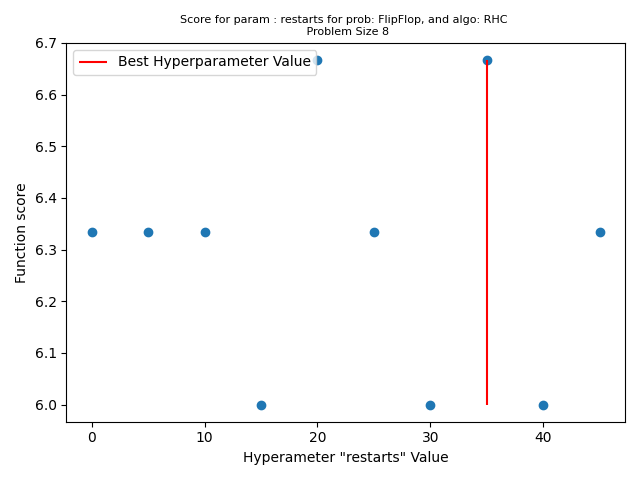 Score for param : restarts for prob: FlipFlop, and algo: RHC
Problem Size 8
Best Hyperparameter Value
6.7
6.6
6.5
6.4
6.3
6.2
6.1
6.0
Function score
0 10 20 30 40
Hyperameter "restarts" Value